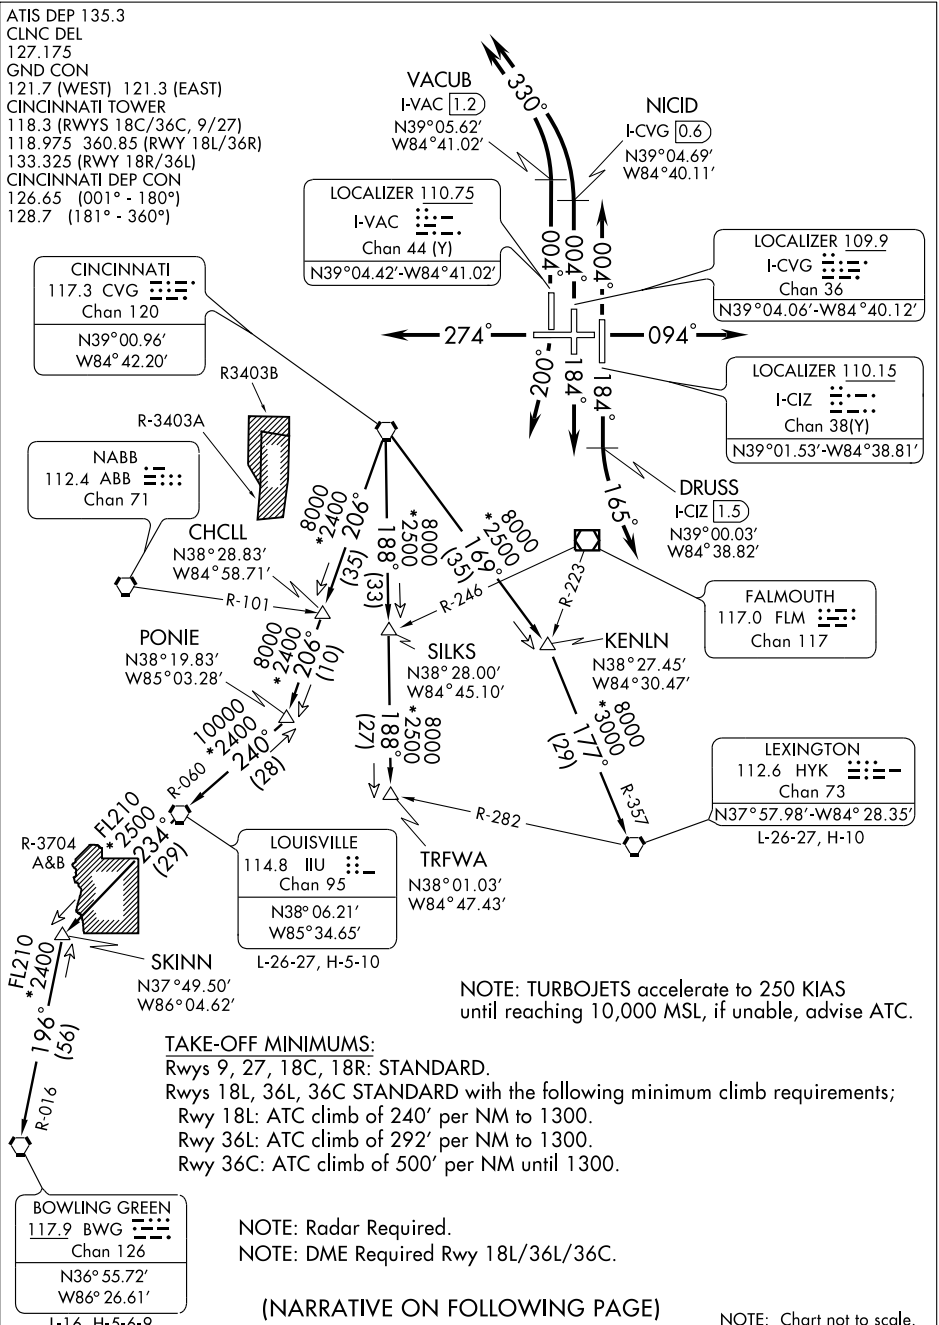 ATIS DEP 135.3
CLNC DEL
127.175
GND CON
121.7 (WEST) 121.3 (EAST)
CINCINNATI TOWER
118.3 (RWYS 18C/36C, 9/27)
118.975 360.85 (RWY 18L/36R)
133.325 (RWY 18R/36L)
CINCINNATI DEP CON
126.65 (001° - 180°)
128.7 (181° - 360°)
VACUB
I-VAC 1.2
N39°05.62'
W84°41.02'
330°
NICID
I-CVG 0.6
N39°04.69'
W84°40.11'
LOCALIZER 110.75
I-VAC
Chan 44 (Y)
N39°04.42'-W84°41.02'
004°
004°
004°
LOCALIZER 109.9
I-CVG
Chan 36
N39°04.06'-W84°40.12'
CINCINNATI
117.3 CVG
Chan 120
N39°00.96'
W84°42.20'
274°
094°
200°
184°
184°
LOCALIZER 110.15
I-CIZ
Chan 38(Y)
N39°01.53'-W84°38.81'
R3403B
R-3403A
NABB
112.4 ABB
Chan 71
DRUSS
I-CIZ 1.5
N39°00.03'
W84°38.82'
165°
CHCLL
N38°28.83'
W84°58.71'
8000
*2400
206°
(35)
8000
*2500
188°
(33)
8000
*2500
169°
(35)
R-101
R-246
R-223
FALMOUTH
117.0 FLM
Chan 117
PONIE
N38°19.83'
W85°03.28'
8000
*2400
206°
(10)
SILKS
N38°28.00'
W84°45.10'
KENLN
N38°27.45'
W84°30.47'
10000
*2400
240°
(28)
R-060
8000
*2500
188°
(27)
8000
*3000
177°
(29)
R-357
LEXINGTON
112.6 HYK
Chan 73
N37°57.98'-W84°28.35'
L-26-27, H-10
R-282
TRFWA
N38°01.03'
W84°47.43'
R-3704
A&B
FL210
*2500
234°
(29)
LOUISVILLE
114.8 IIU
Chan 95
N38°06.21'
W85°34.65'
L-26-27, H-5-10
SKINN
N37°49.50'
W86°04.62'
FL210
*2400
196°
(56)
R-016
NOTE: TURBOJETS accelerate to 250 KIAS
until reaching 10,000 MSL, if unable, advise ATC.
TAKE-OFF MINIMUMS:
Rwys 9, 27, 18C, 18R: STANDARD.
Rwys 18L, 36L, 36C STANDARD with the following minimum climb requirements;
Rwy 18L: ATC climb of 240' per NM to 1300.
Rwy 36L: ATC climb of 292' per NM to 1300.
Rwy 36C: ATC climb of 500' per NM until 1300.
BOWLING GREEN
117.9 BWG
Chan 126
N36°55.72'
W86°26.61'
L-16, H-5-6-9
NOTE: Radar Required.
NOTE: DME Required Rwy 18L/36L/36C.
(NARRATIVE ON FOLLOWING PAGE)
NOTE: Chart not to scale.